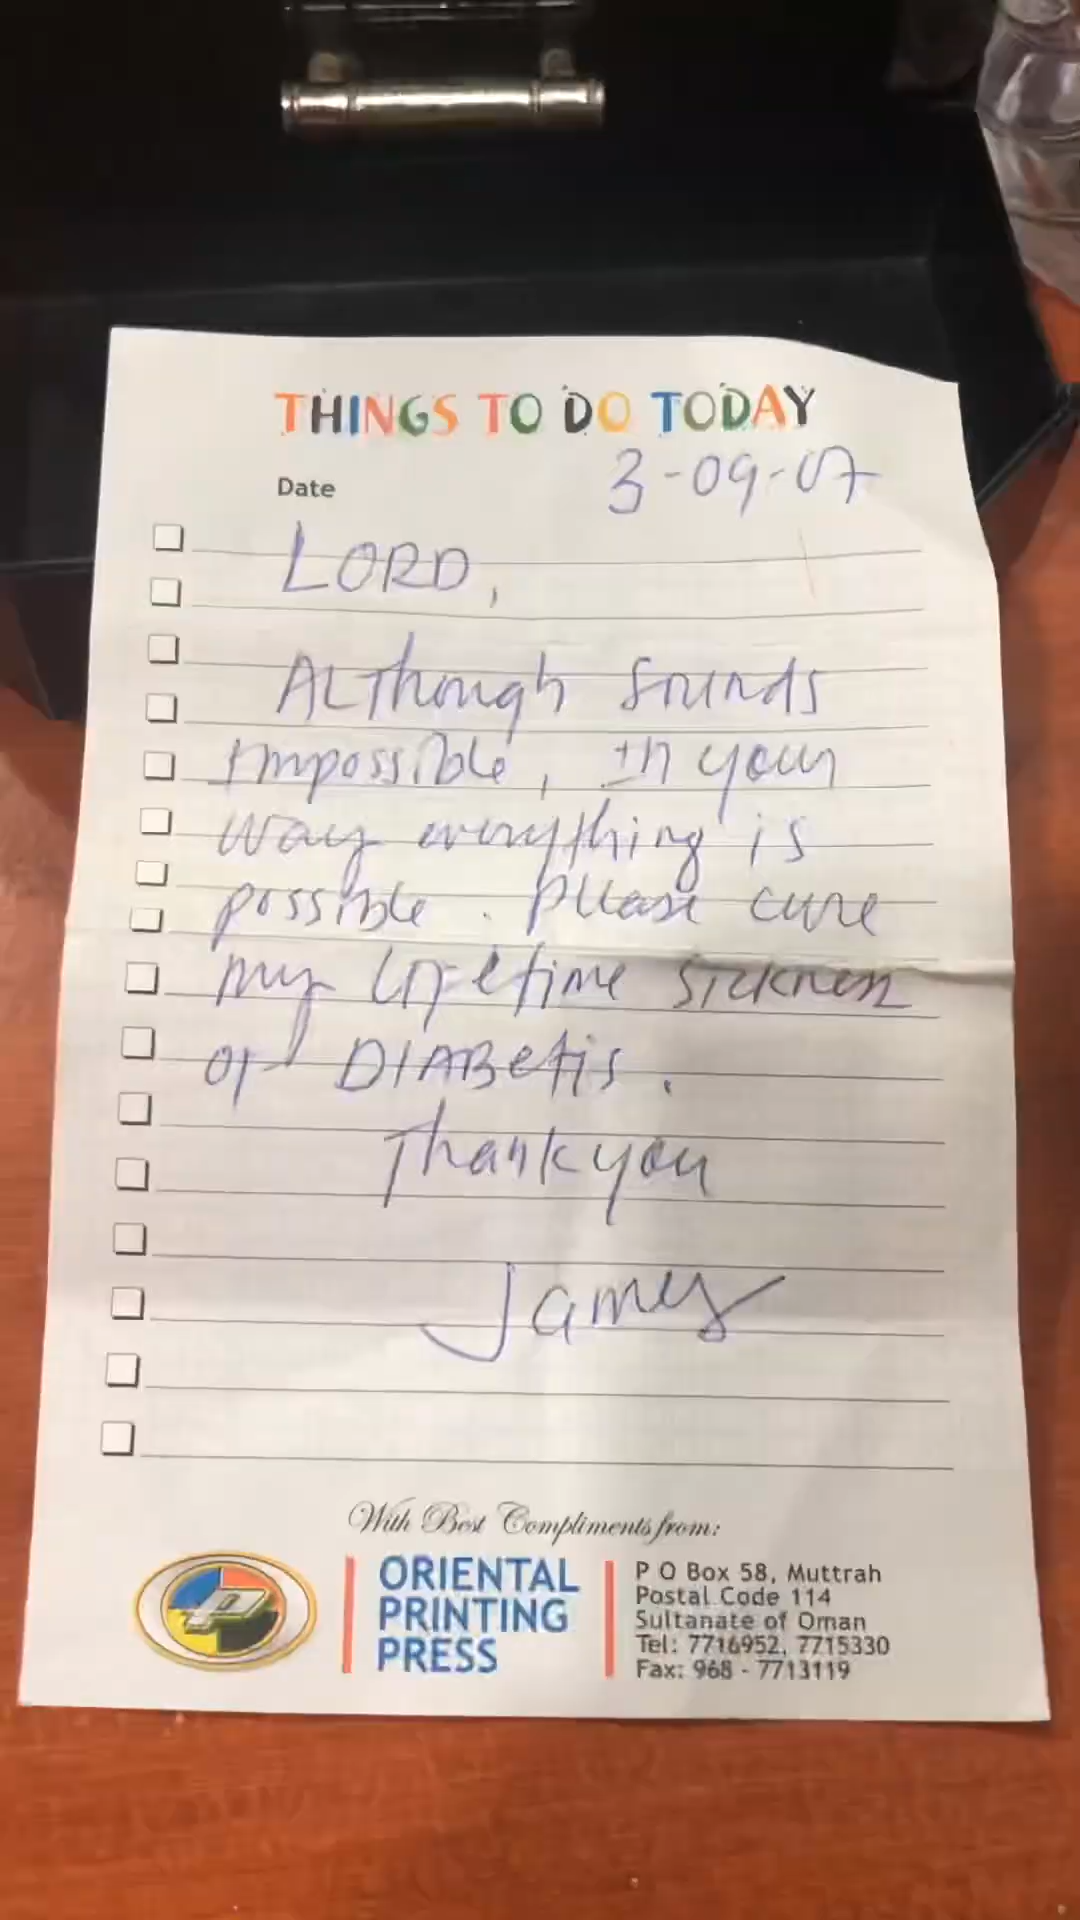 THINGS TO DO TODAY
Date 3-09-07
LORD,
ALthough sounds
Impossible, In your
way everything is
possible. Please cure
my Lifetime sickness
of DIABetis.
Thank you
James
With Best Compliments from:
ORIENTAL
PRINTING
PRESS
P O Box 58, Muttrah
Postal Code 114
Sultanate of Oman
Tel: 7716952, 7715330
Fax: 968 - 7713119